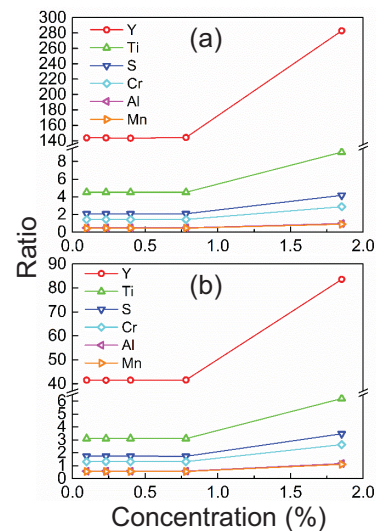 Ratio
300
280
260
240
220
200
180
160
140
8
6
4
2
0
Y
Ti
S
Cr
Al
Mn
(a)
0.0 0.5 1.0 1.5 2.0
90
80
70
60
50
40
6
5
4
3
2
1
0
Y
Ti
S
Cr
Al
Mn
(b)
0.0 0.5 1.0 1.5 2.0
Concentration (%)